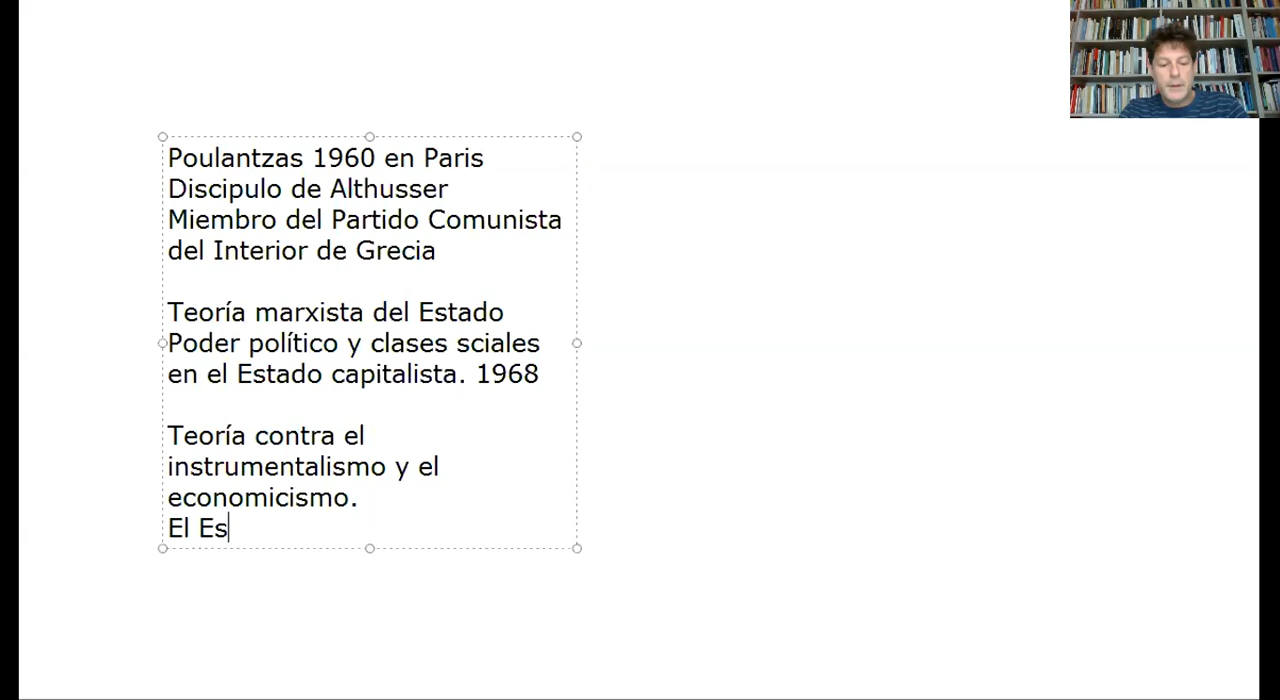 Poulantzas 1960 en Paris
Discipulo de Althusser
Miembro del Partido Comunista
del Interior de Grecia
Teoría marxista del Estado
Poder político y clases sciales
en el Estado capitalista. 1968
Teoría contra el
instrumentalismo y el
economicismo.
El Es